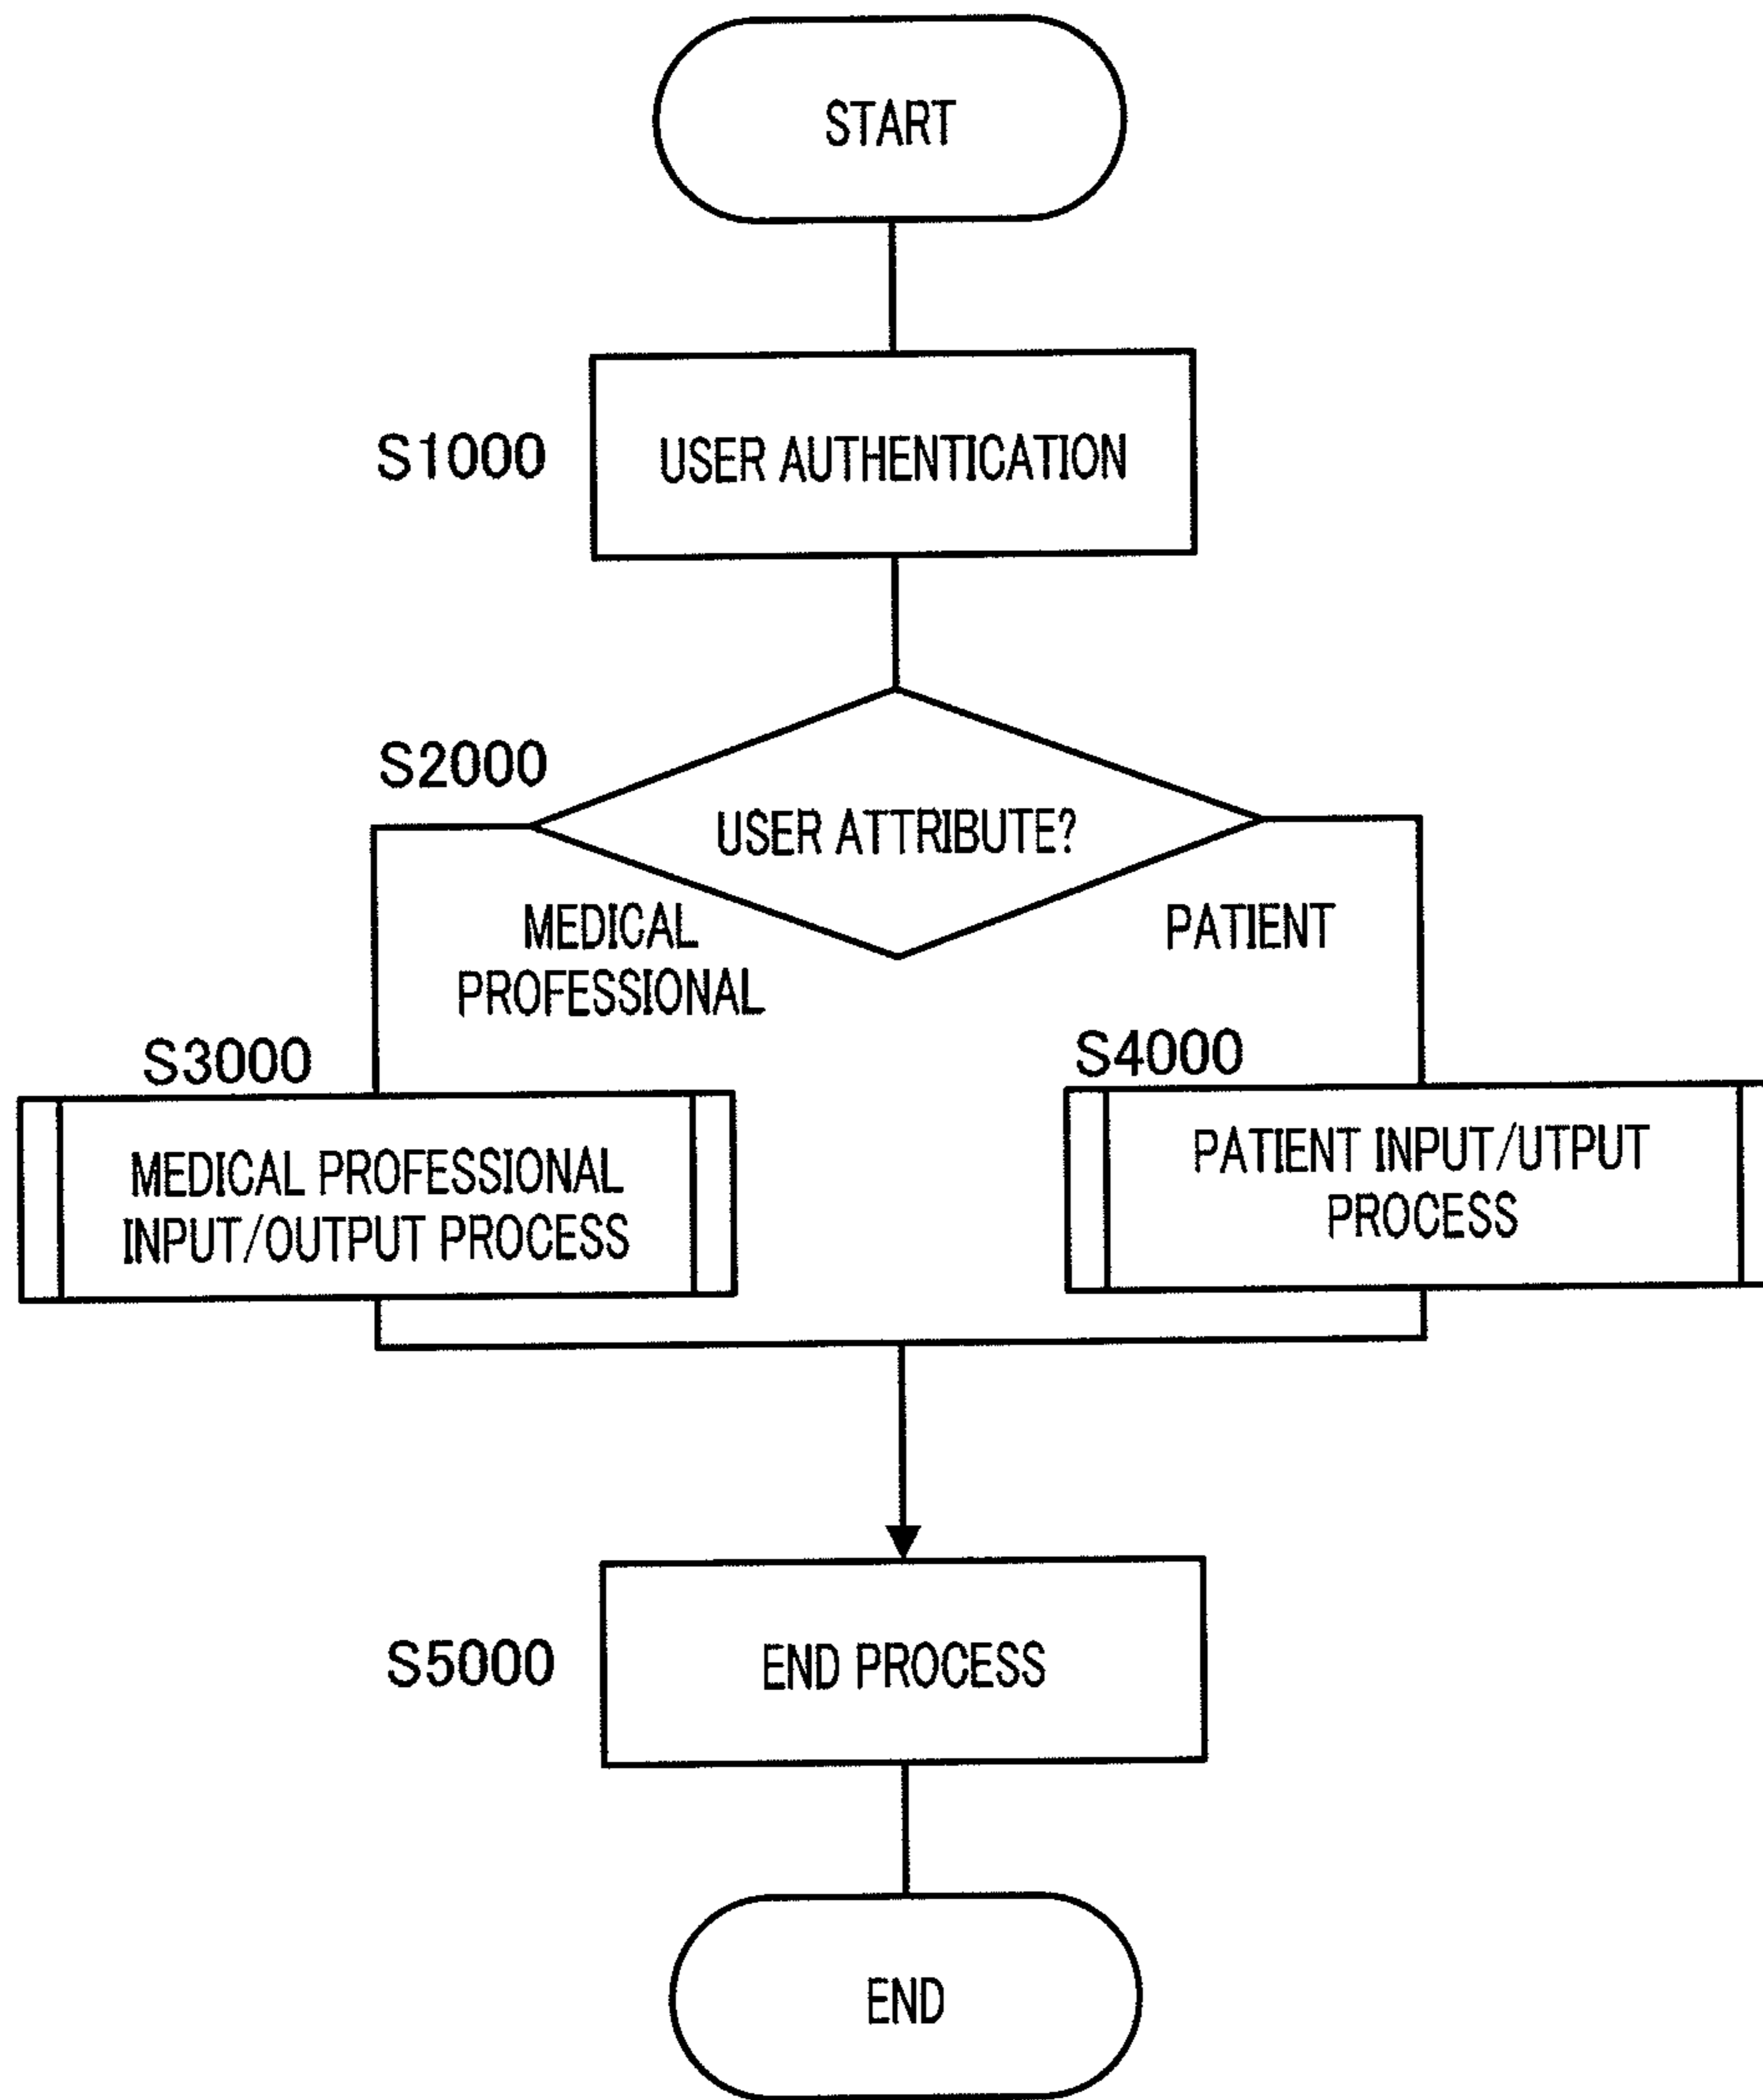 START
S1000
USER AUTHENTICATION
S2000
USER ATTRIBUTE?
MEDICAL
PROFESSIONAL
PATIENT
S3000
MEDICAL PROFESSIONAL
INPUT/OUTPUT PROCESS
S4000
PATIENT INPUT/UTPUT
PROCESS
S5000
END PROCESS
END